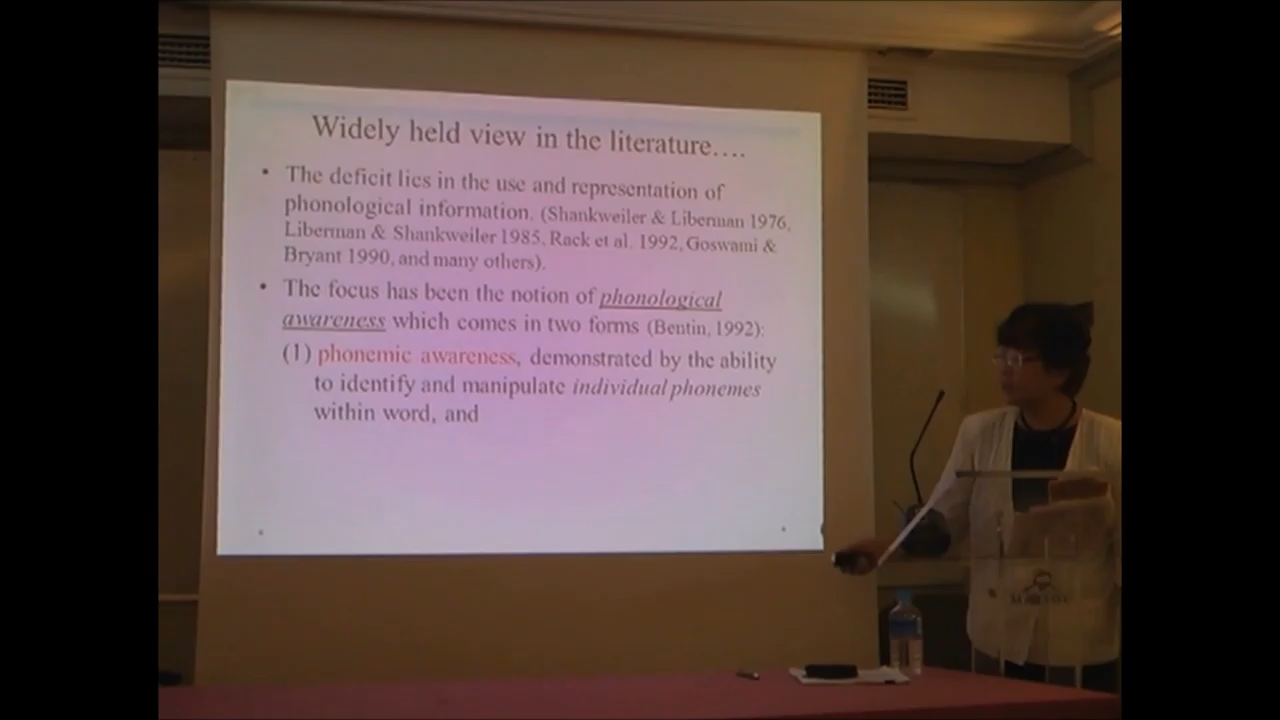 Widely held view in the literature….
• The deficit lies in the use and representation of
phonological information. (Shankweiler & Liberman 1976,
Liberman & Shankweiler 1985, Rack et al. 1992, Goswami &
Bryant 1990, and many others).
• The focus has been the notion of phonological
awareness which comes in two forms (Bentin, 1992):
(1) phonemic awareness, demonstrated by the ability
to identify and manipulate individual phonemes
within word, and